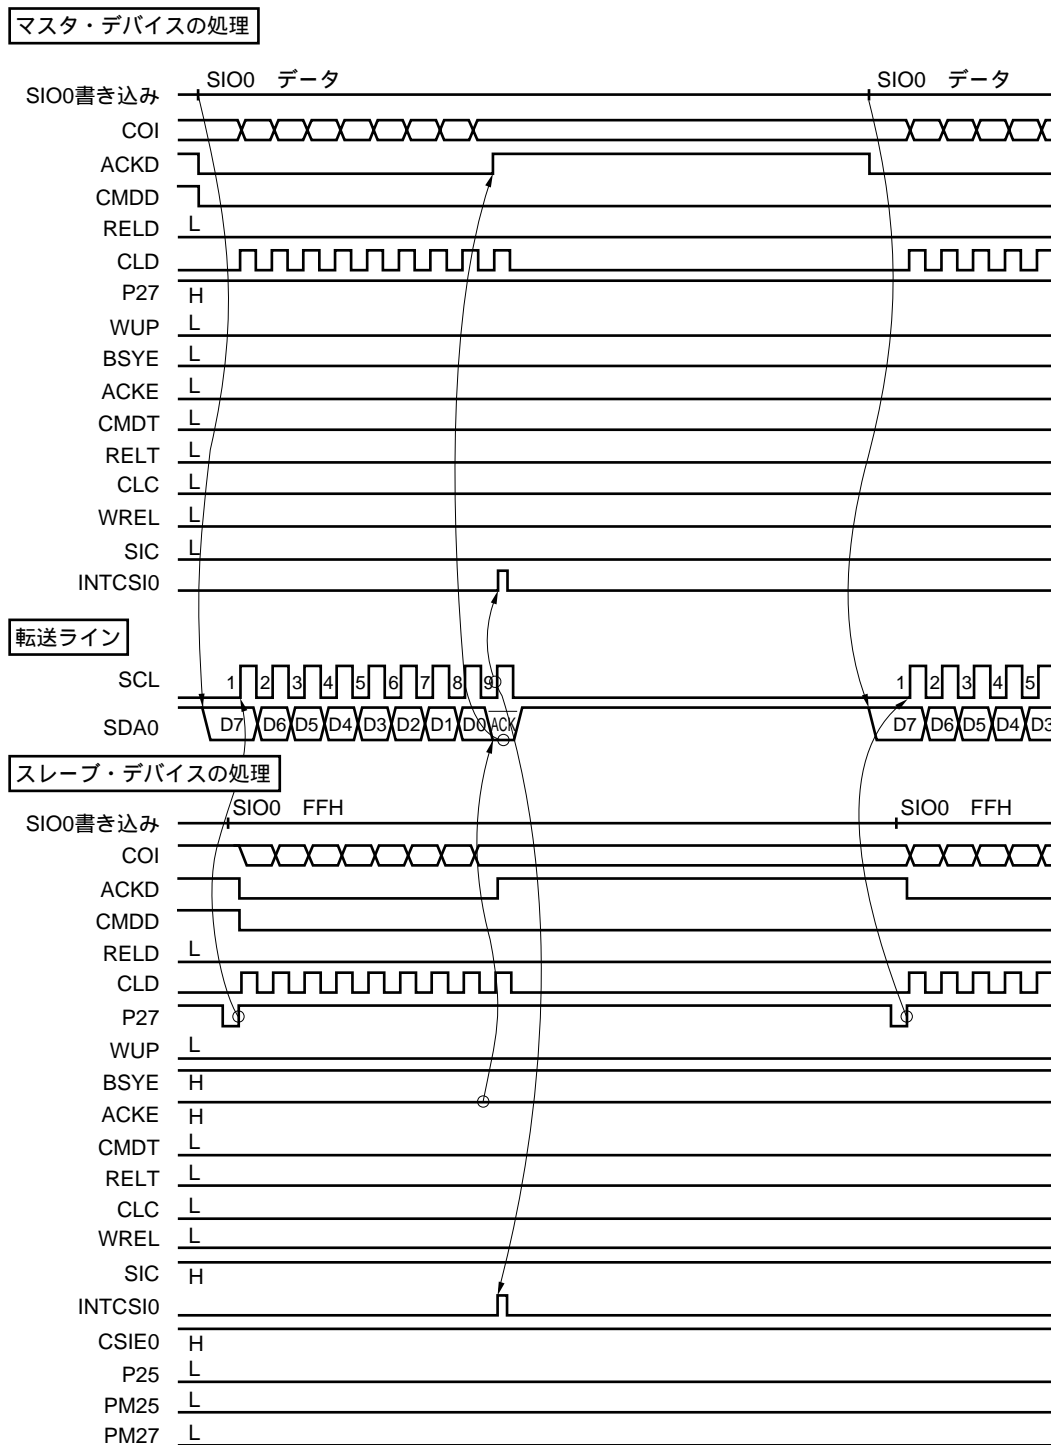 マスタ・デバイスの処理
SIO0 データ SIO0 データ
SIO0書き込み
COI
ACKD
CMDD
RELD L
CLD
P27 H
WUP L
BSYE L
ACKE L
CMDT L
RELT L
CLC L
WREL L
SIC L
INTCSI0
転送ライン
SCL 1 2 3 4 5 6 7 8 9 1 2 3 4 5
SDA0 D7 D6 D5 D4 D3 D2 D1 D0 ACK D7 D6 D5 D4 D3
スレーブ・デバイスの処理
SIO0 FFH SIO0 FFH
SIO0書き込み
COI
ACKD
CMDD
RELD L
CLD
P27
WUP L
BSYE H
ACKE H
CMDT L
RELT L
CLC L
WREL L
SIC H
INTCSI0
CSIE0 H
P25 L
PM25 L
PM27 L